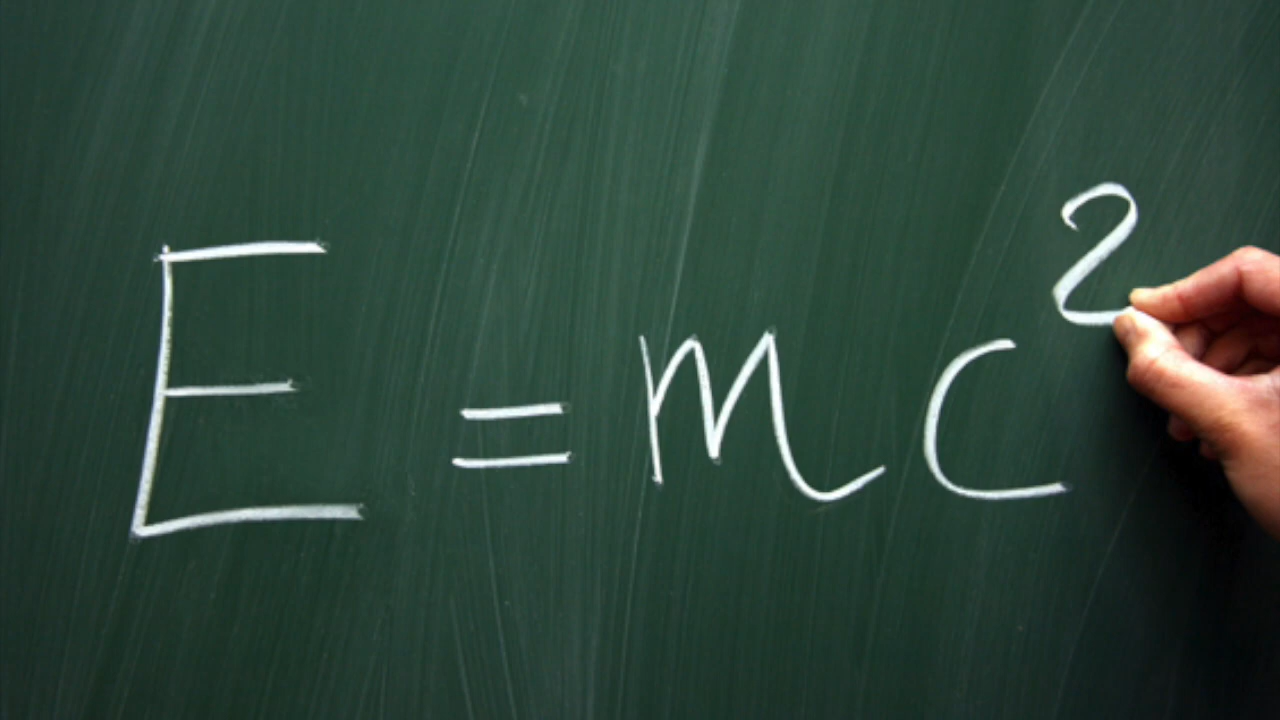 E = mc²